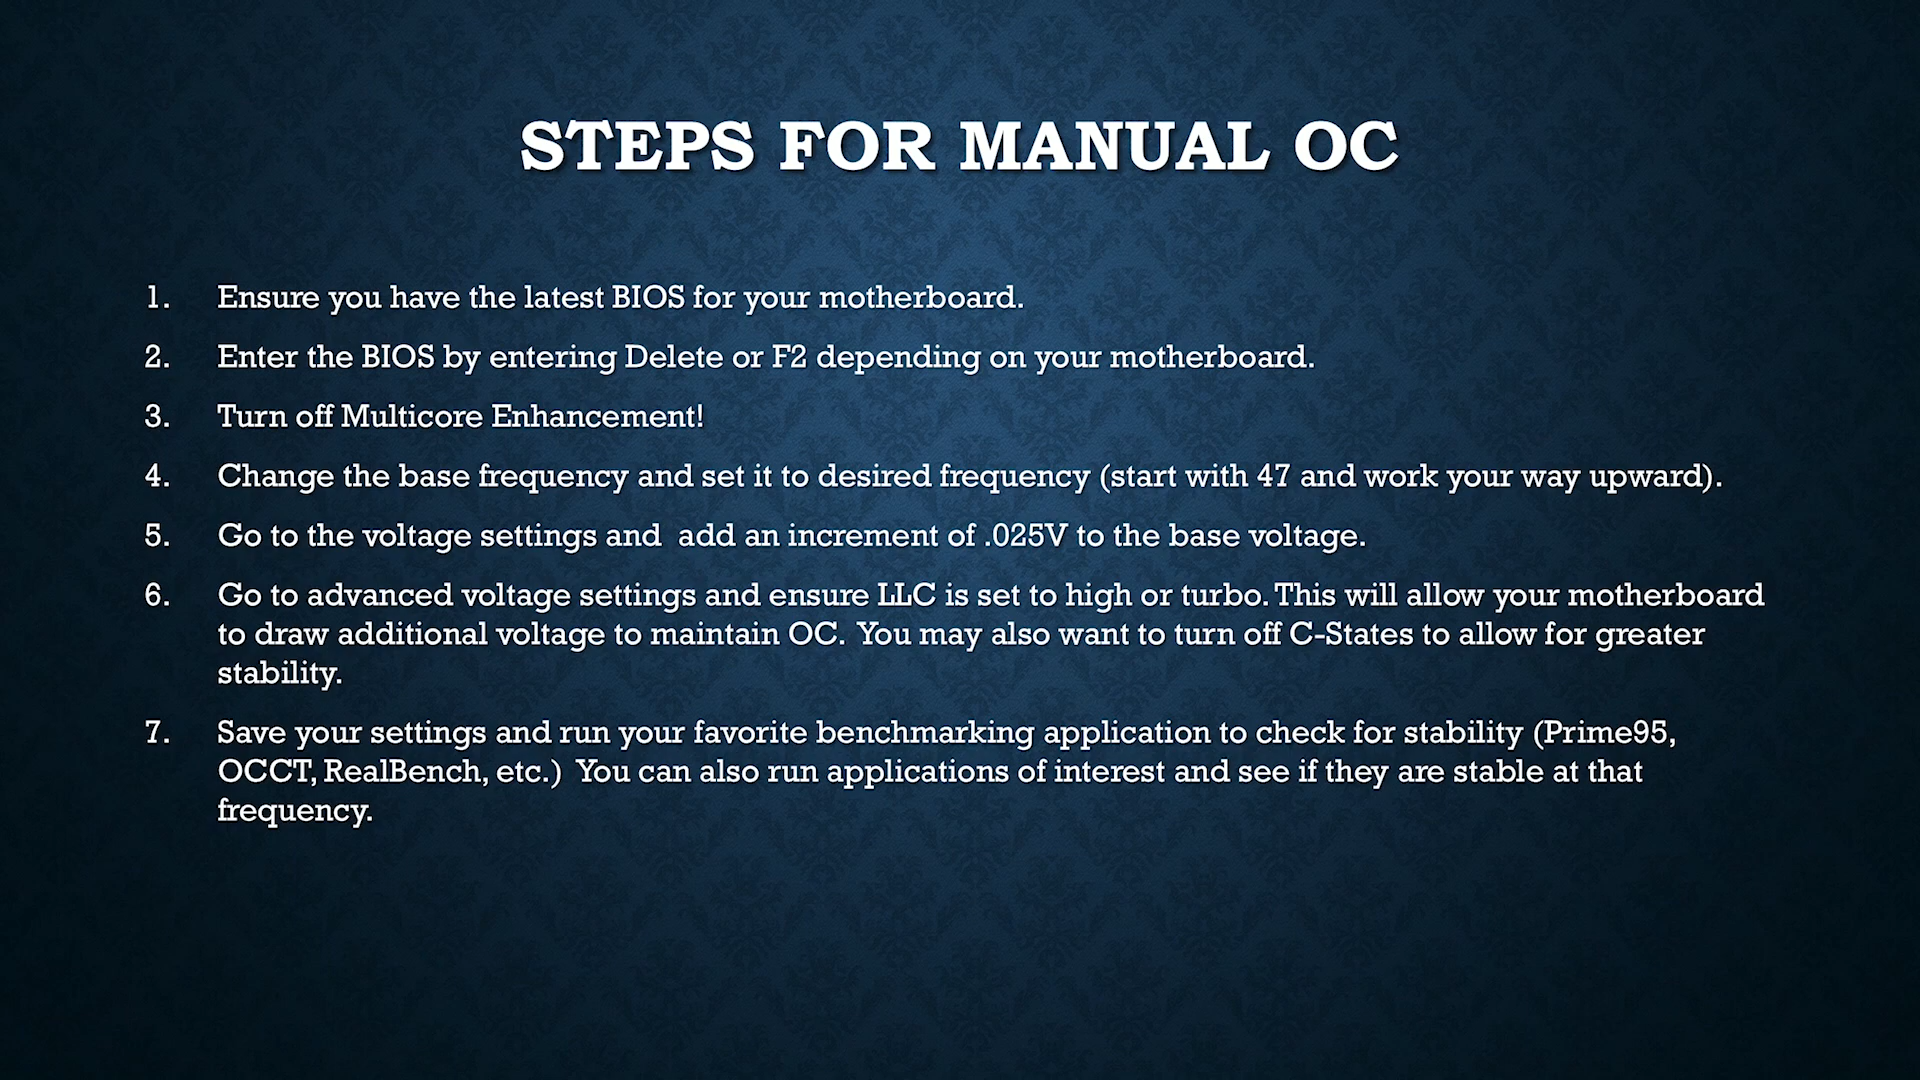 STEPS FOR MANUAL OC
1. Ensure you have the latest BIOS for your motherboard.
2. Enter the BIOS by entering Delete or F2 depending on your motherboard.
3. Turn off Multicore Enhancement!
4. Change the base frequency and set it to desired frequency (start with 47 and work your way upward).
5. Go to the voltage settings and  add an increment of .025V to the base voltage.
6. Go to advanced voltage settings and ensure LLC is set to high or turbo. This will allow your motherboard
to draw additional voltage to maintain OC.  You may also want to turn off C-States to allow for greater
stability.
7. Save your settings and run your favorite benchmarking application to check for stability (Prime95,
OCCT, RealBench, etc.)  You can also run applications of interest and see if they are stable at that
frequency.